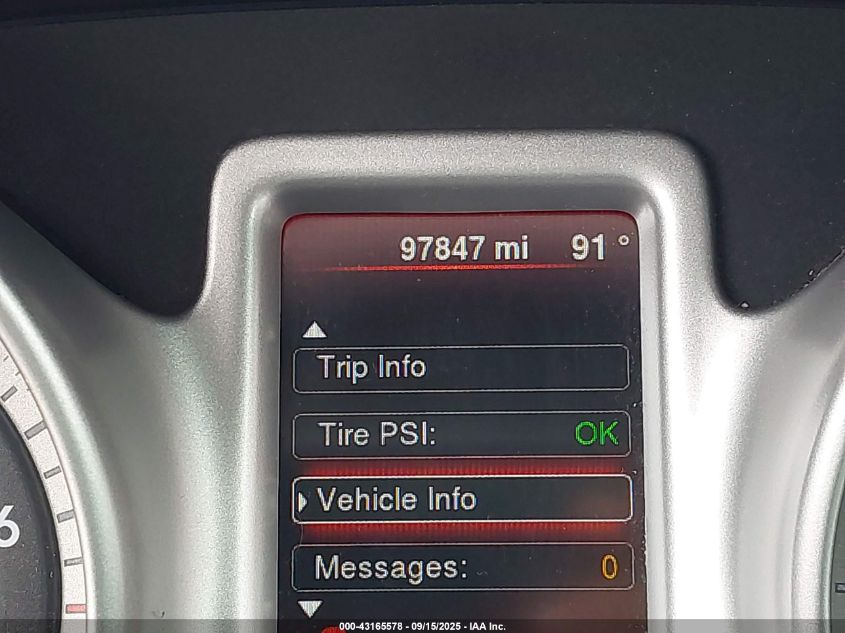 97847 mi 91 °
Trip Info
Tire PSI: OK
Vehicle Info
Messages: 0
6
000-43165578 - 09/15/2025 - IAA Inc.